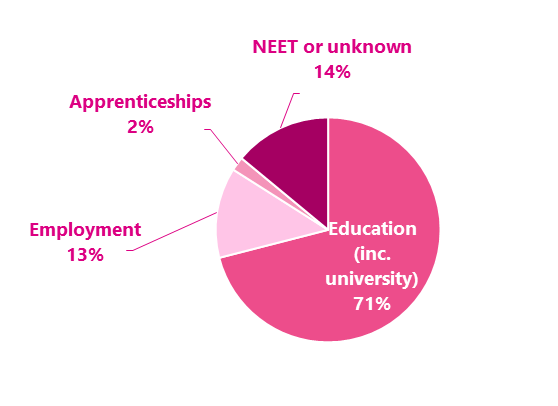 NEET or unknown
14%
Apprenticeships
2%
Employment
13%
Education
(inc.
university)
71%